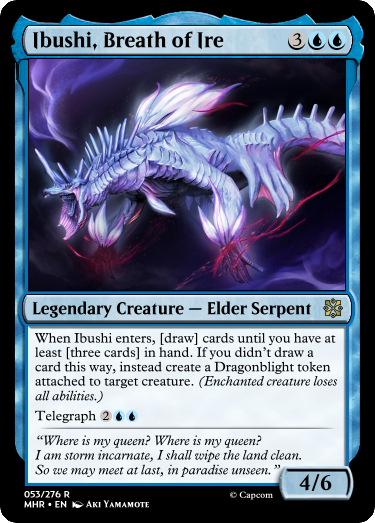 Ibushi, Breath of Ire 3
Legendary Creature — Elder Serpent
When Ibushi enters, [draw] cards until you have at
least [three cards] in hand. If you didn’t draw a
card this way, instead create a Dragonblight token
attached to target creature. (Enchanted creature loses
all abilities.)
Telegraph 2
“Where is my queen? Where is my queen?
I am storm incarnate, I shall wipe the land clean.
So we may meet at last, in paradise unseen.”
4/6
053/276 R
MHR • EN Aki Yamamote © Capcom